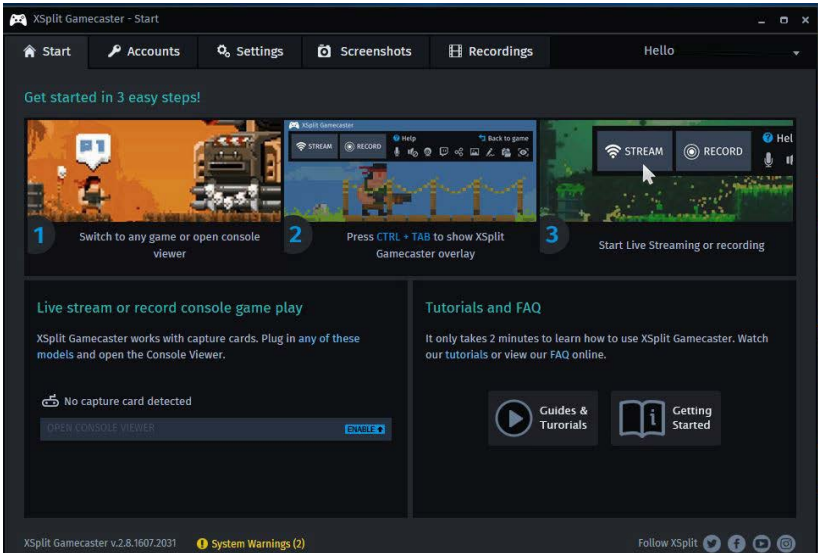 XSplit Gamecaster - Start
Start
Accounts
Settings
Screenshots
Recordings
Hello
Get started in 3 easy steps!
P1
XSplit Gamecaster
STREAM
RECORD
Help
Back to game
STREAM
RECORD
Hel
1
Switch to any game or open console
viewer
2
Press CTRL + TAB to show XSplit
Gamecaster overlay
3
Start Live Streaming or recording
Live stream or record console game play
XSplit Gamecaster works with capture cards. Plug in any of these
models and open the Console Viewer.
No capture card detected
OPEN CONSOLE VIEWER
ENABLE
Tutorials and FAQ
It only takes 2 minutes to learn how to use XSplit Gamecaster. Watch
our tutorials or view our FAQ online.
Guides &
Turorials
Getting
Started
XSplit Gamecaster v.2.8.1607.2031
System Warnings (2)
Follow XSplit